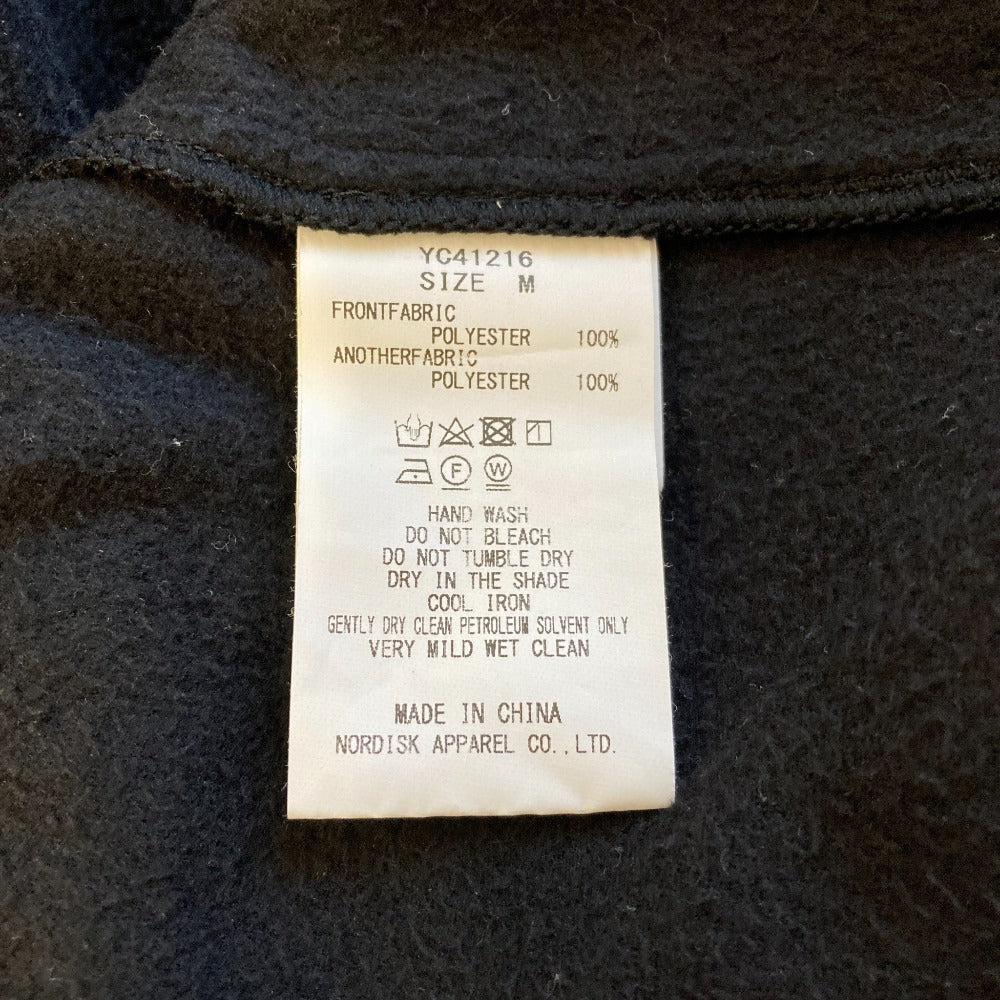 YC41216
SIZE M
FRONTFABRIC
POLYESTER 100%
ANOTHERFABRIC
POLYESTER 100%
F W
HAND WASH
DO NOT BLEACH
DO NOT TUMBLE DRY
DRY IN THE SHADE
COOL IRON
GENTLY DRY CLEAN PETROLEUM SOLVENT ONLY
VERY MILD WET CLEAN
MADE IN CHINA
NORDISK APPAREL CO.,LTD.